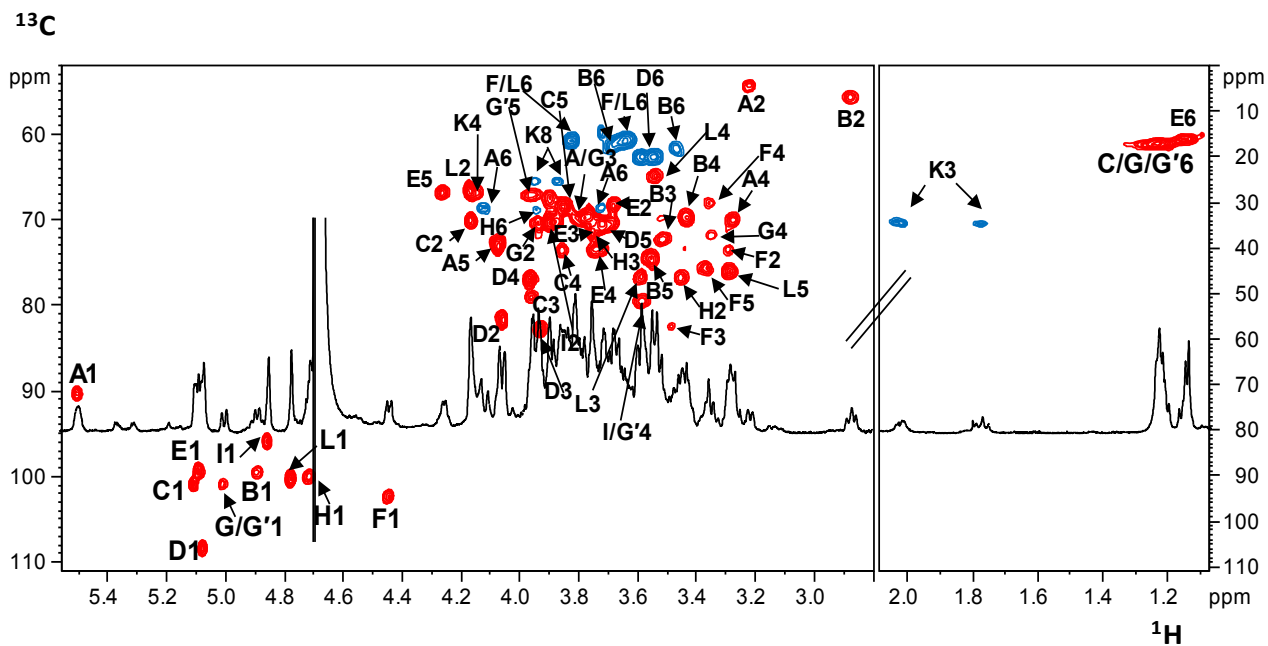 ¹³C
ppm
ppm
B6
D6
F/L6
C5
F/L6
B6
A2
10
G′5
B2
E6
60
K4
K8
L4
C/G/G′6
20
L2
A6
A/G3
A6
B4
F4
K3
E5
B3
A4
30
70
H6
E2
C2
G2
E3
D5
G4
A5
H3
F2
40
D4
C4
E4
B5
H2
F5
L5
80
C3
50
D2
I2
F3
60
A1
D3
90
L3
70
I/G′4
E1
I1
L1
80
C1
B1
100
G/G′1
H1
F1
90
D1
100
110
110
5.4
5.2
5.0
4.8
4.6
4.4
4.2
4.0
3.8
3.6
3.4
3.2
3.0
2.0
1.8
1.6
1.4
1.2
ppm
¹H